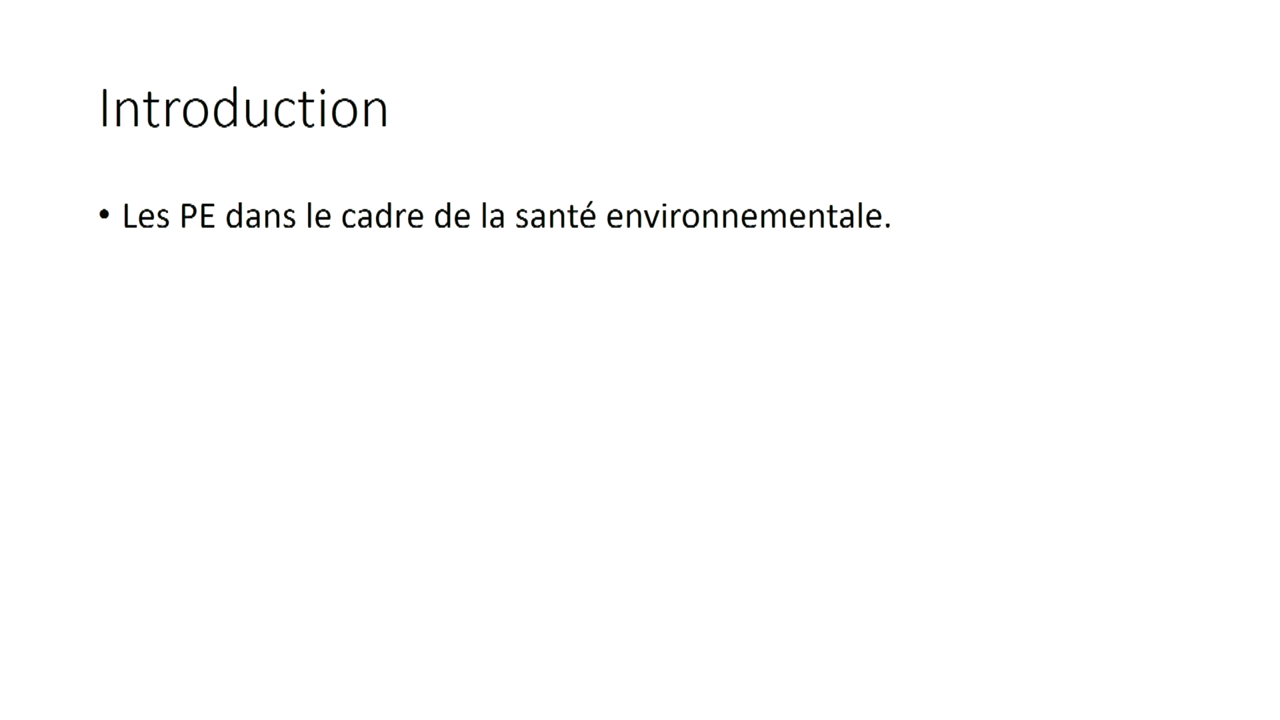 Introduction
• Les PE dans le cadre de la santé environnementale.